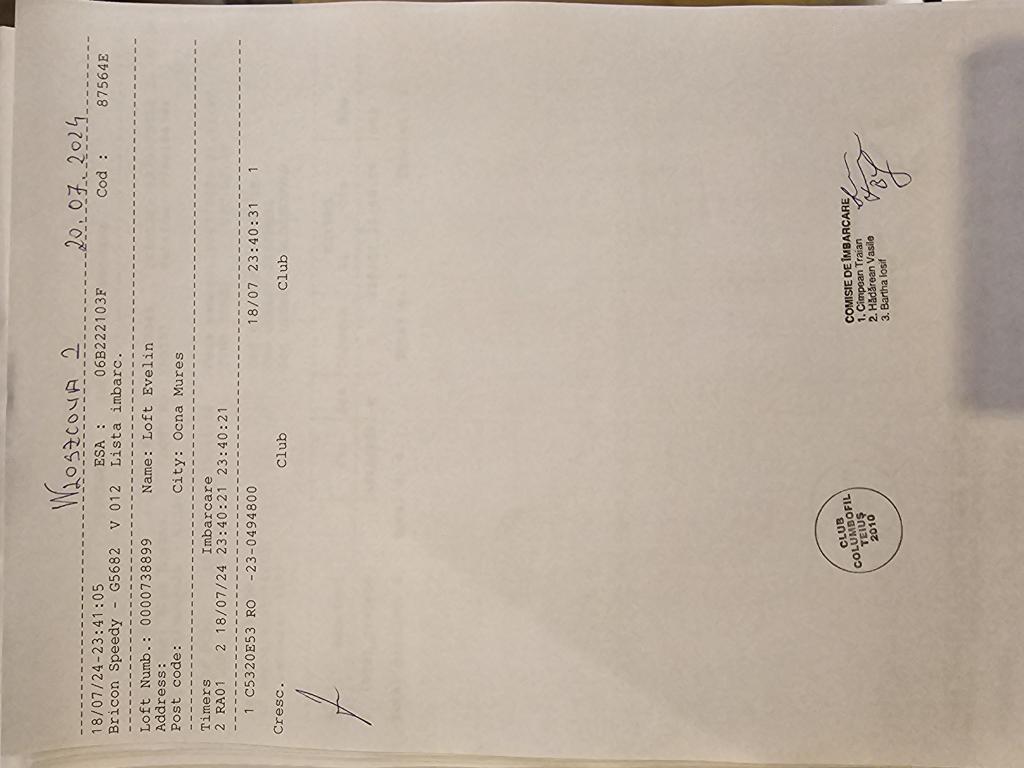 W2OSZCOVA 2 20.07.2024
18/07/24-23:41:05 ESA : 06B222103F Cod : 87564E
Bricon Speedy - G5682 V 012 Lista imbarc.
Loft Numb.: 0000738899 Name: Loft Evelin
Address:
Post code: City: Ocna Mures
Timers Imbarcare
2 RA01 2 18/07/24 23:40:21 23:40:21
1 C5320E53 RO -23-0494800 18/07 23:40:31 1
Cresc. Club Club
CLUB
COLUMBOFIL
TEIUȘ
2010
COMISIE DE ÎMBARCARE
1. Cîmpean Traian
2. Hădărean Vasile
3. Bartha Iosif